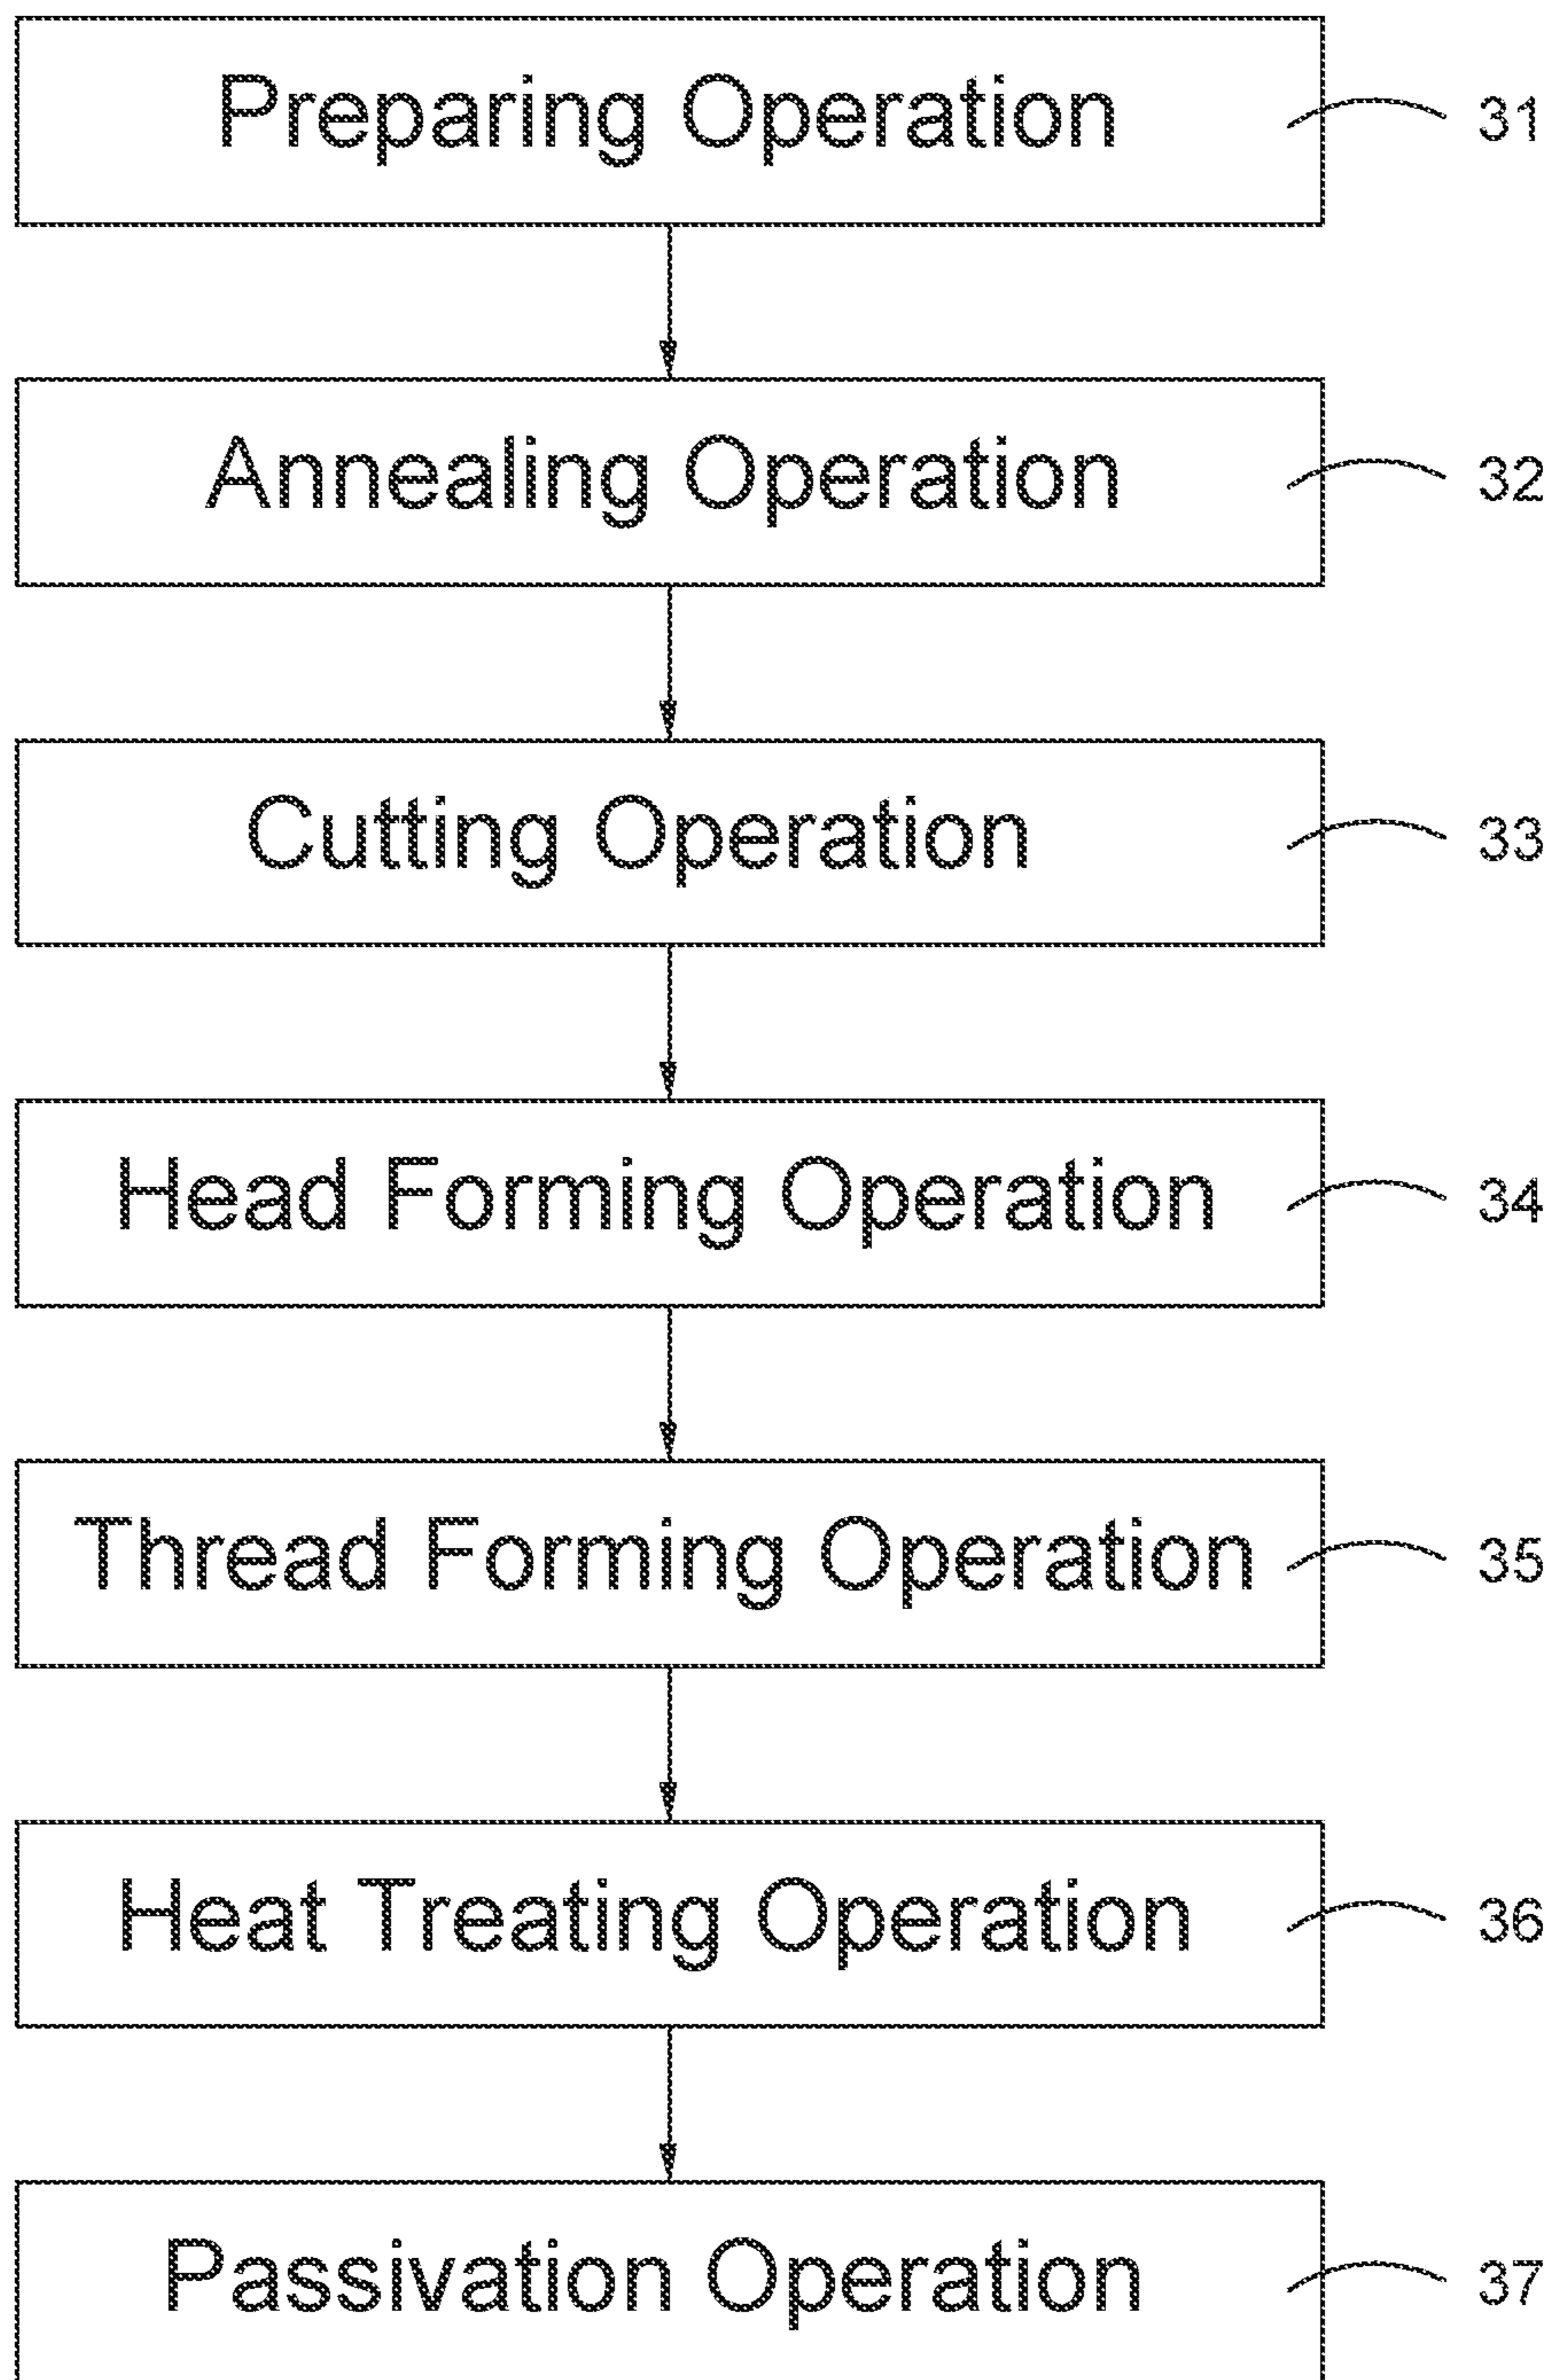 Preparing Operation 31
Annealing Operation 32
Cutting Operation 33
Head Forming Operation 34
Thread Forming Operation 35
Heat Treating Operation 36
Passivation Operation 37